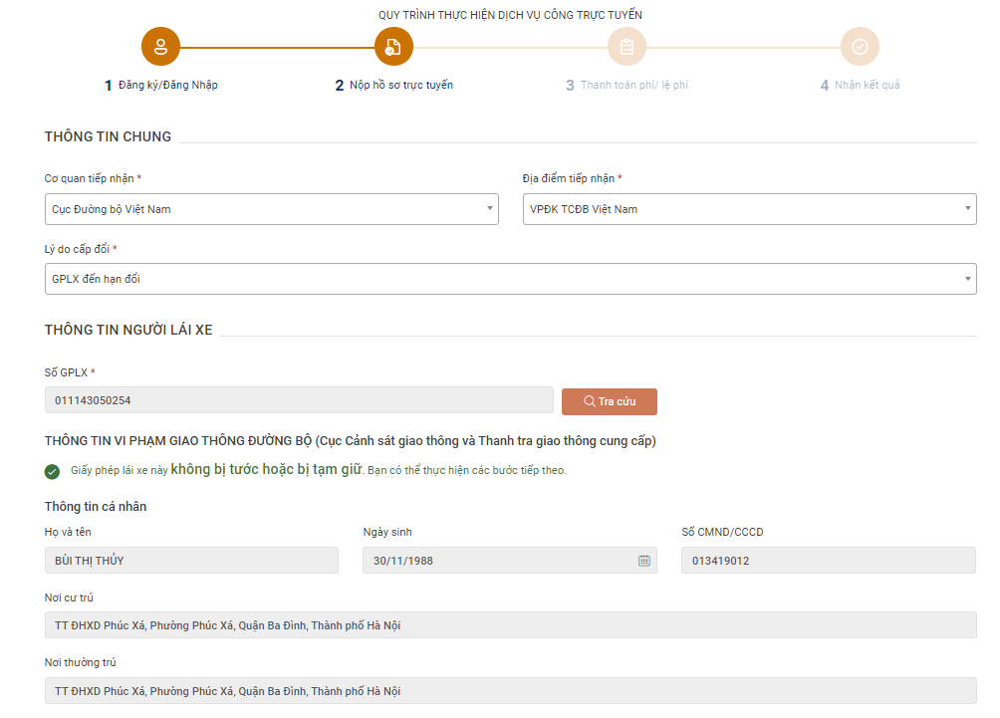 QUY TRÌNH THỰC HIỆN DỊCH VỤ CÔNG TRỰC TUYẾN
1 Đăng ký/Đăng Nhập
2 Nộp hồ sơ trực tuyến
3 Thanh toán phí/ lệ phí
4 Nhận kết quả
THÔNG TIN CHUNG
Cơ quan tiếp nhận *
Địa điểm tiếp nhận *
Cục Đường bộ Việt Nam
VPĐK TCĐB Việt Nam
Lý do cấp đổi *
GPLX đến hạn đổi
THÔNG TIN NGƯỜI LÁI XE
Số GPLX *
011143050254
Tra cứu
THÔNG TIN VI PHẠM GIAO THÔNG ĐƯỜNG BỘ (Cục Cảnh sát giao thông và Thanh tra giao thông cung cấp)
Giấy phép lái xe này không bị tước hoặc bị tạm giữ. Bạn có thể thực hiện các bước tiếp theo.
Thông tin cá nhân
Họ và tên
Ngày sinh
Số CMND/CCCD
BÙI THỊ THỦY
30/11/1988
013419012
Nơi cư trú
TT ĐHXD Phúc Xá, Phường Phúc Xá, Quận Ba Đình, Thành phố Hà Nội
Nơi thường trú
TT ĐHXD Phúc Xá, Phường Phúc Xá, Quận Ba Đình, Thành phố Hà Nội